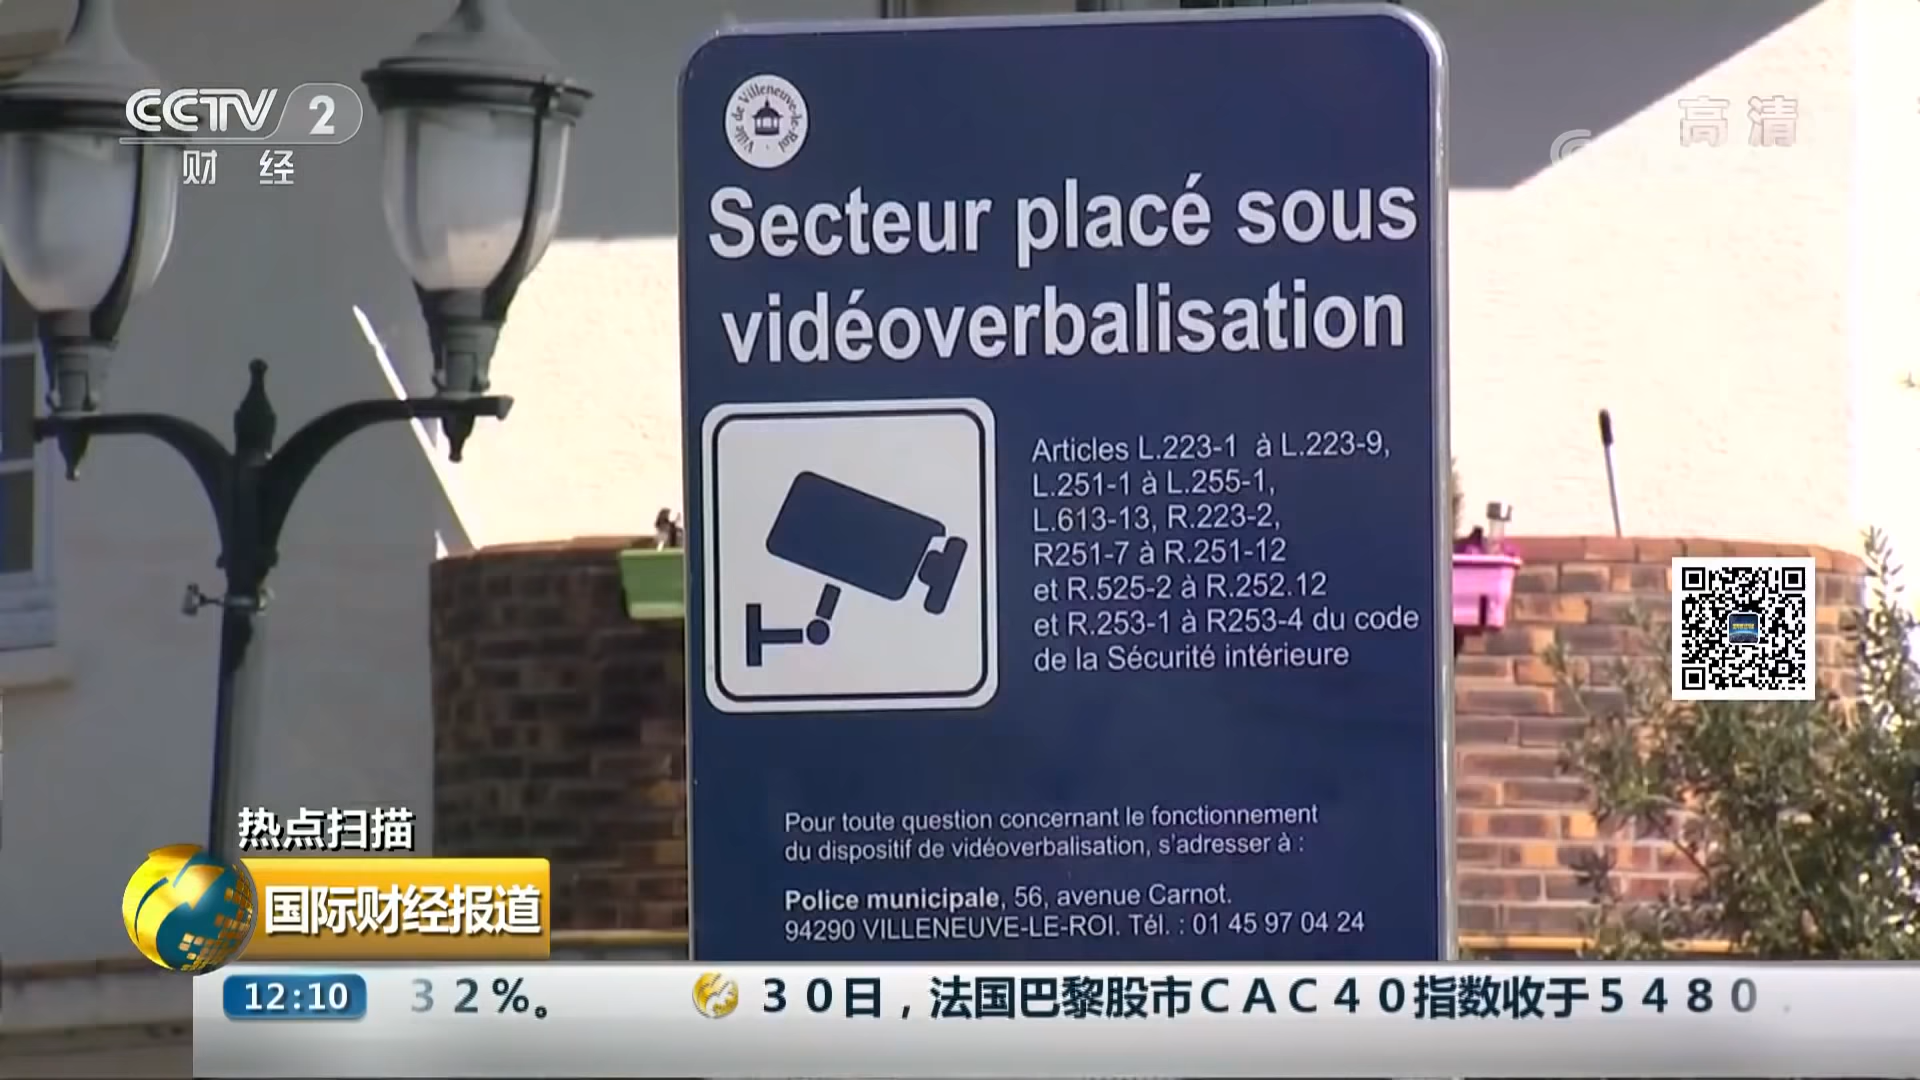 CCTV 2
财 经
高 清
Ville de Villeneuve-le-Roi
Secteur placé sous
vidéoverbalisation
Articles L.223-1 à L.223-9,
L.251-1 à L.255-1,
L.613-13, R.223-2,
R251-7 à R.251-12
et R.525-2 à R.252.12
et R.253-1 à R253-4 du code
de la Sécurité intérieure
Pour toute question concernant le fonctionnement
du dispositif de vidéoverbalisation, s'adresser à :
Police municipale, 56, avenue Carnot.
94290 VILLENEUVE-LE-ROI. Tél. : 01 45 97 04 24
热点扫描
国际财经报道
12:10 32%。 30日，法国巴黎股市CAC40指数收于5480.